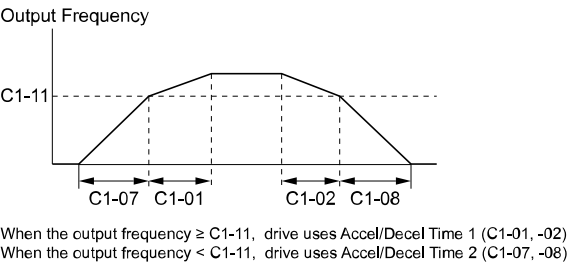 Output Frequency
C1-11
C1-07 C1-01 C1-02 C1-08
When the output frequency ≥ C1-11, drive uses Accel/Decel Time 1 (C1-01, -02)
When the output frequency < C1-11, drive uses Accel/Decel Time 2 (C1-07, -08)